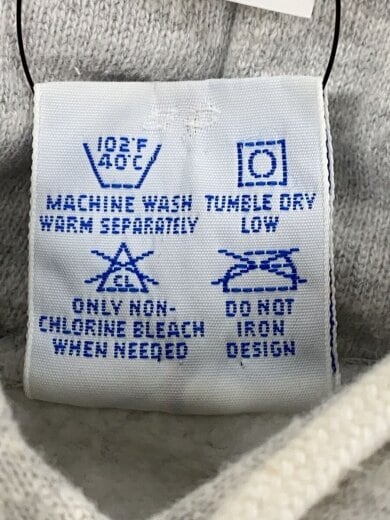 102°F
40°C
MACHINE WASH
WARM SEPARATELY
TUMBLE DRY
LOW
CL
ONLY NON-
CHLORINE BLEACH
WHEN NEEDED
DO NOT
IRON
DESIGN